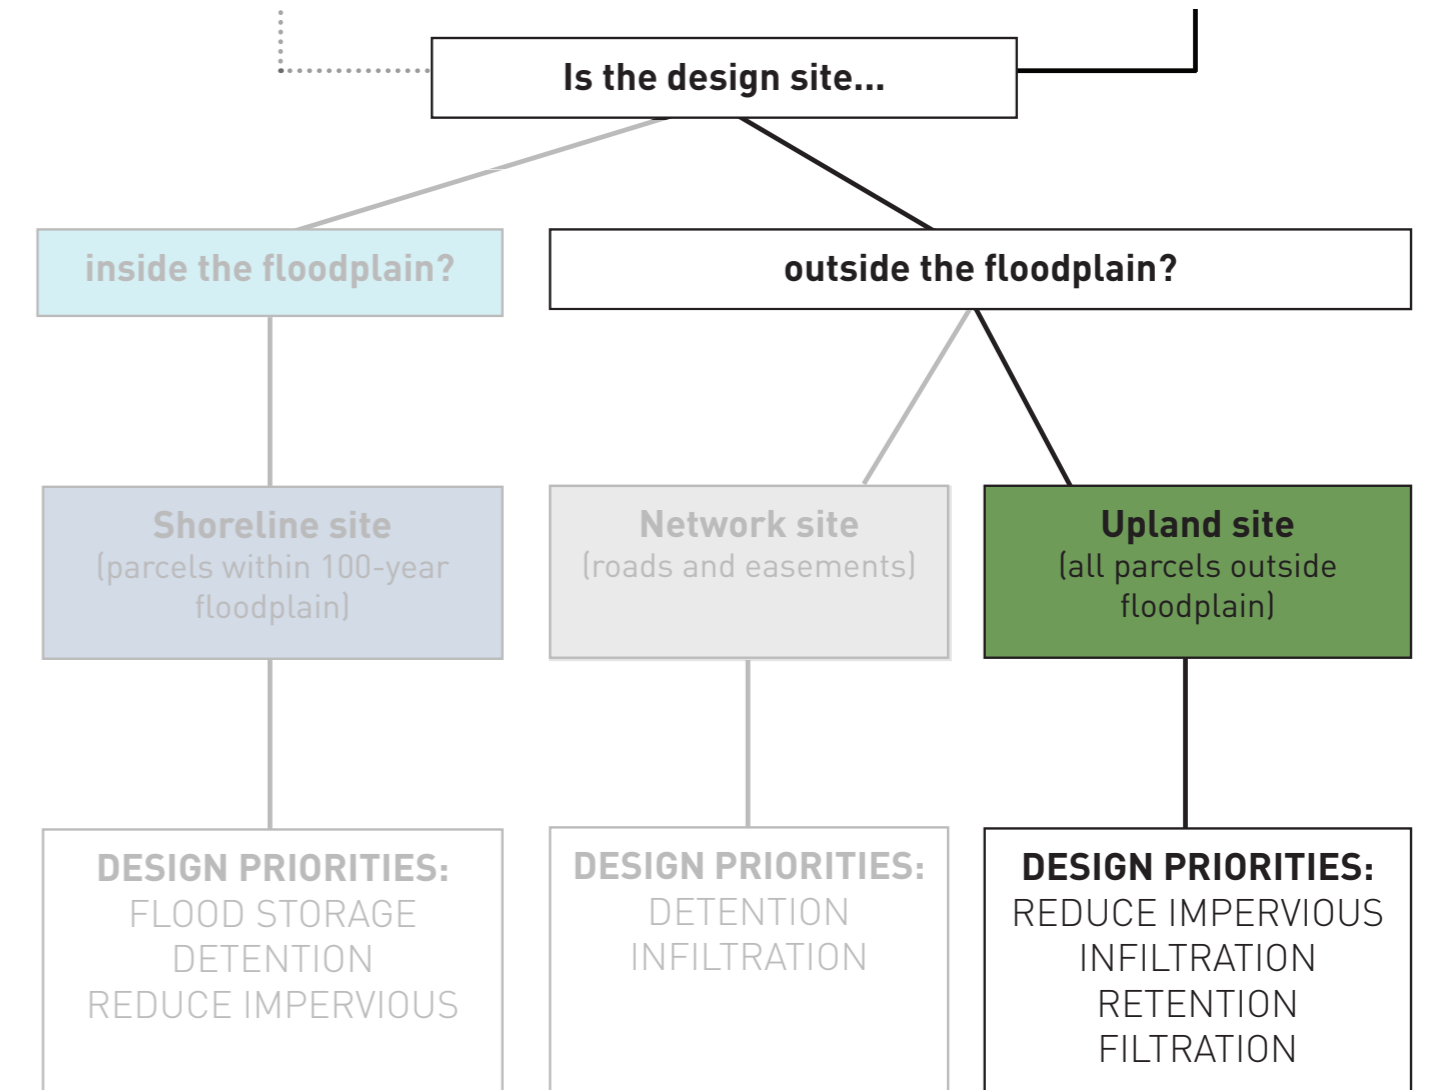 Is the design site...
inside the floodplain?
outside the floodplain?
Shoreline site
(parcels within 100-year
floodplain)
Network site
(roads and easements)
Upland site
(all parcels outside
floodplain)
DESIGN PRIORITIES:
FLOOD STORAGE
DETENTION
REDUCE IMPERVIOUS
DESIGN PRIORITIES:
DETENTION
INFILTRATION
DESIGN PRIORITIES:
REDUCE IMPERVIOUS
INFILTRATION
RETENTION
FILTRATION